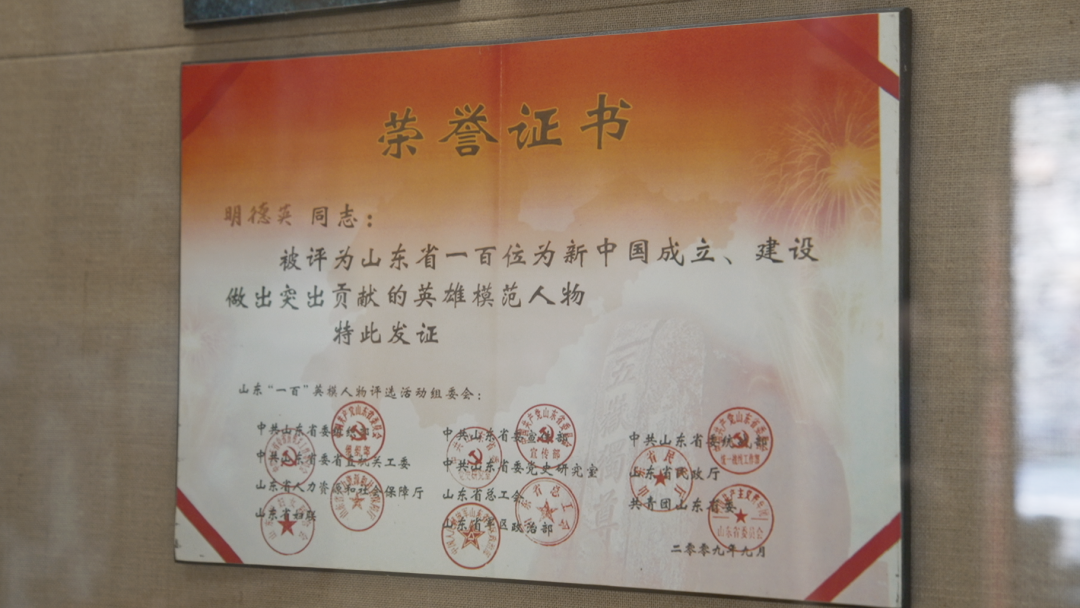 荣誉证书
明德英 同志：
被评为山东省一百位为新中国成立、建设
做出突出贡献的英雄模范人物
特此发证
山东“一百”英模人物评选活动组委会：
中共山东省委组织部 中共山东省委宣传部 中共山东省委统战部
中共山东省委省直机关工委 中共山东省委党史研究室 山东省民政厅
山东省人力资源和社会保障厅 山东省总工会 共青团山东省委
山东省妇联 山东省军区政治部
二零零九年九月